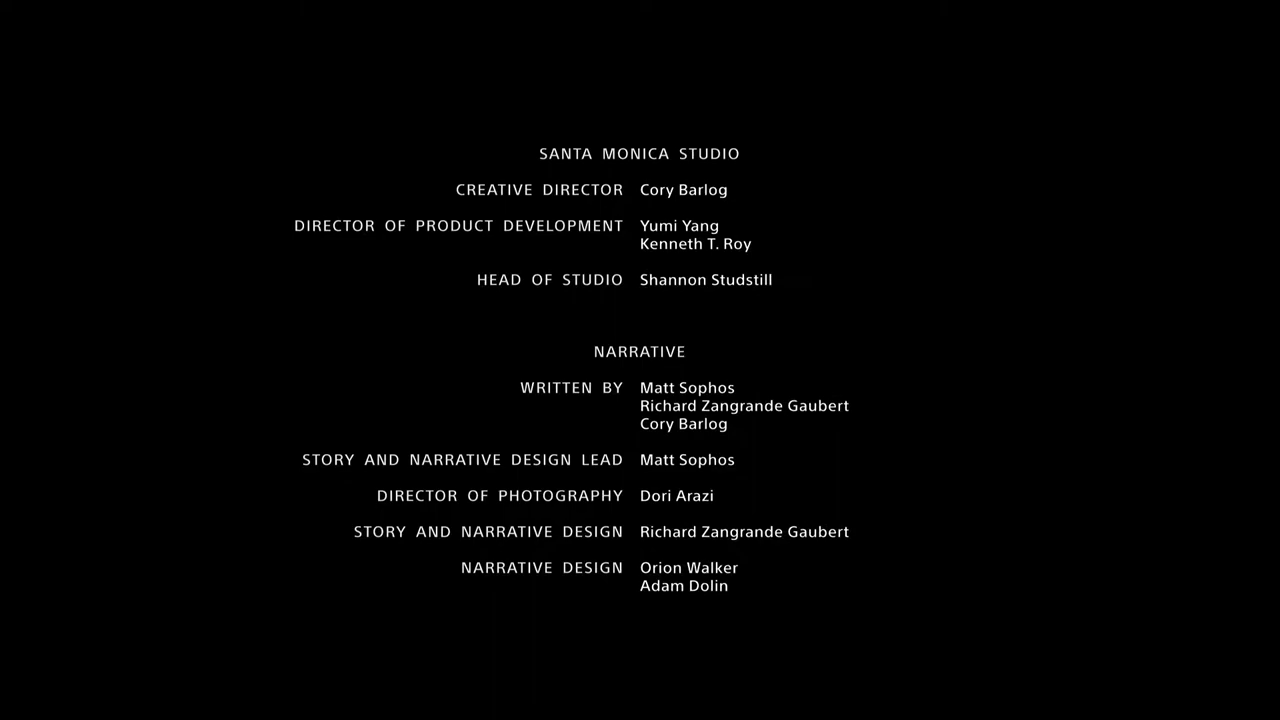 SANTA MONICA STUDIO
CREATIVE DIRECTOR Cory Barlog
DIRECTOR OF PRODUCT DEVELOPMENT Yumi Yang
Kenneth T. Roy
HEAD OF STUDIO Shannon Studstill
NARRATIVE
WRITTEN BY Matt Sophos
Richard Zangrande Gaubert
Cory Barlog
STORY AND NARRATIVE DESIGN LEAD Matt Sophos
DIRECTOR OF PHOTOGRAPHY Dori Arazi
STORY AND NARRATIVE DESIGN Richard Zangrande Gaubert
NARRATIVE DESIGN Orion Walker
Adam Dolin